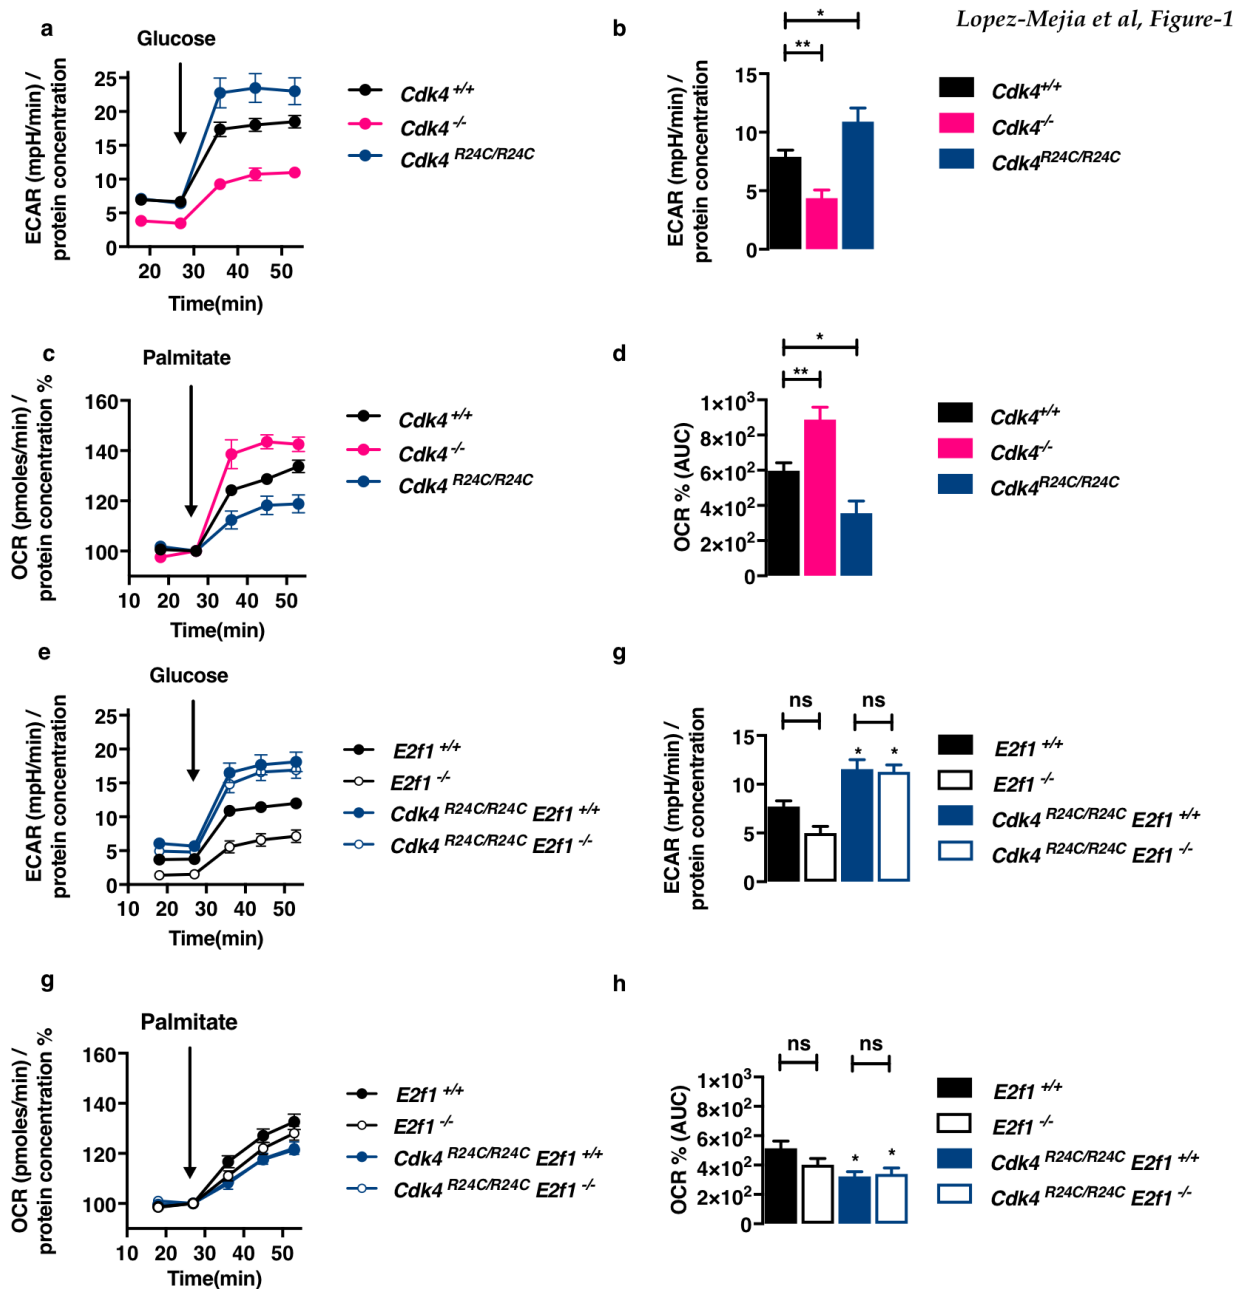 Lopez-Mejia et al, Figure-1
a
Glucose
ECAR (mpH/min) /
protein concentration
25
20
15
10
5
0
20 30 40 50
Time(min)
Cdk4 +/+
Cdk4 -/-
Cdk4 R24C/R24C
b
*
**
ECAR (mpH/min) /
protein concentration
15
10
5
0
Cdk4+/+
Cdk4-/-
Cdk4R24C/R24C
c
Palmitate
OCR (pmoles/min) /
protein concentration %
160
140
120
100
10 20 30 40 50
Time(min)
Cdk4 +/+
Cdk4 -/-
Cdk4 R24C/R24C
d
*
**
OCR % (AUC)
1×10³
8×10²
6×10²
4×10²
2×10²
0
Cdk4+/+
Cdk4-/-
Cdk4R24C/R24C
e
Glucose
ECAR (mpH/min) /
protein concentration
25
20
15
10
5
0
10 20 30 40 50
Time(min)
E2f1 +/+
E2f1 -/-
Cdk4 R24C/R24C E2f1 +/+
Cdk4 R24C/R24C E2f1 -/-
g
ns ns
* *
ECAR (mpH/min) /
protein concentration
15
10
5
0
E2f1 +/+
E2f1 -/-
Cdk4 R24C/R24C E2f1 +/+
Cdk4 R24C/R24C E2f1 -/-
g
Palmitate
OCR (pmoles/min) /
protein concentration %
160
140
120
100
10 20 30 40 50
Time(min)
E2f1 +/+
E2f1 -/-
Cdk4 R24C/R24C E2f1 +/+
Cdk4 R24C/R24C E2f1 -/-
h
ns ns
* *
OCR % (AUC)
1×10³
8×10²
6×10²
4×10²
2×10²
0
E2f1 +/+
E2f1 -/-
Cdk4 R24C/R24C E2f1 +/+
Cdk4 R24C/R24C E2f1 -/-